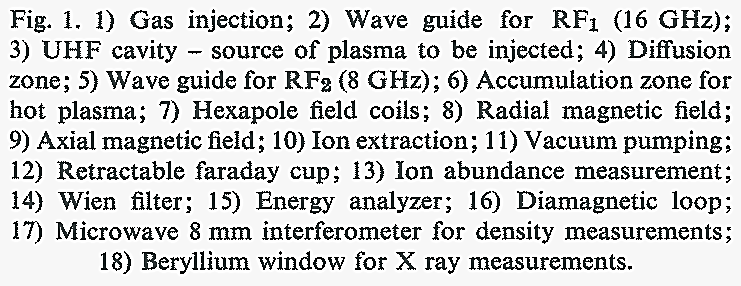 Fig. 1. 1) Gas injection; 2) Wave guide for RF₁ (16 GHz);
3) UHF cavity – source of plasma to be injected; 4) Diffusion
zone; 5) Wave guide for RF₂ (8 GHz); 6) Accumulation zone for
hot plasma; 7) Hexapole field coils; 8) Radial magnetic field;
9) Axial magnetic field; 10) Ion extraction; 11) Vacuum pumping;
12) Retractable faraday cup; 13) Ion abundance measurement;
14) Wien filter; 15) Energy analyzer; 16) Diamagnetic loop;
17) Microwave 8 mm interferometer for density measurements;
18) Beryllium window for X ray measurements.